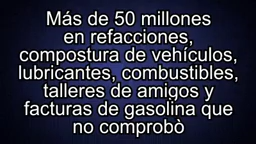 Más de 50 millones
en refacciones,
compostura de vehículos,
lubricantes, combustibles,
talleres de amigos y
facturas de gasolina que
no comprobò